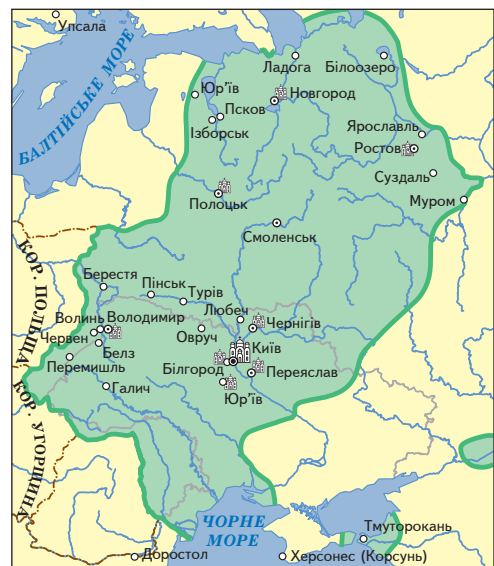 Упсала
БАЛТІЙСЬКЕ МОРЕ
Ладога
Білоозеро
Юр'їв
Новгород
Псков
Ізборськ
Ярославль
Ростов
Суздаль
Полоцьк
Муром
Смоленськ
КОР. ПОЛЬЩА
Берестя
Пінськ
Турів
Любеч
Волинь
Володимир
Чернігів
Червен
Овруч
Київ
Белз
Перемишль
Білгород
Переяслав
Галич
Юр'їв
КОР. УГОРЩИНА
ЧОРНЕ
МОРЕ
Тмуторокань
Доростол
Херсонес (Корсунь)